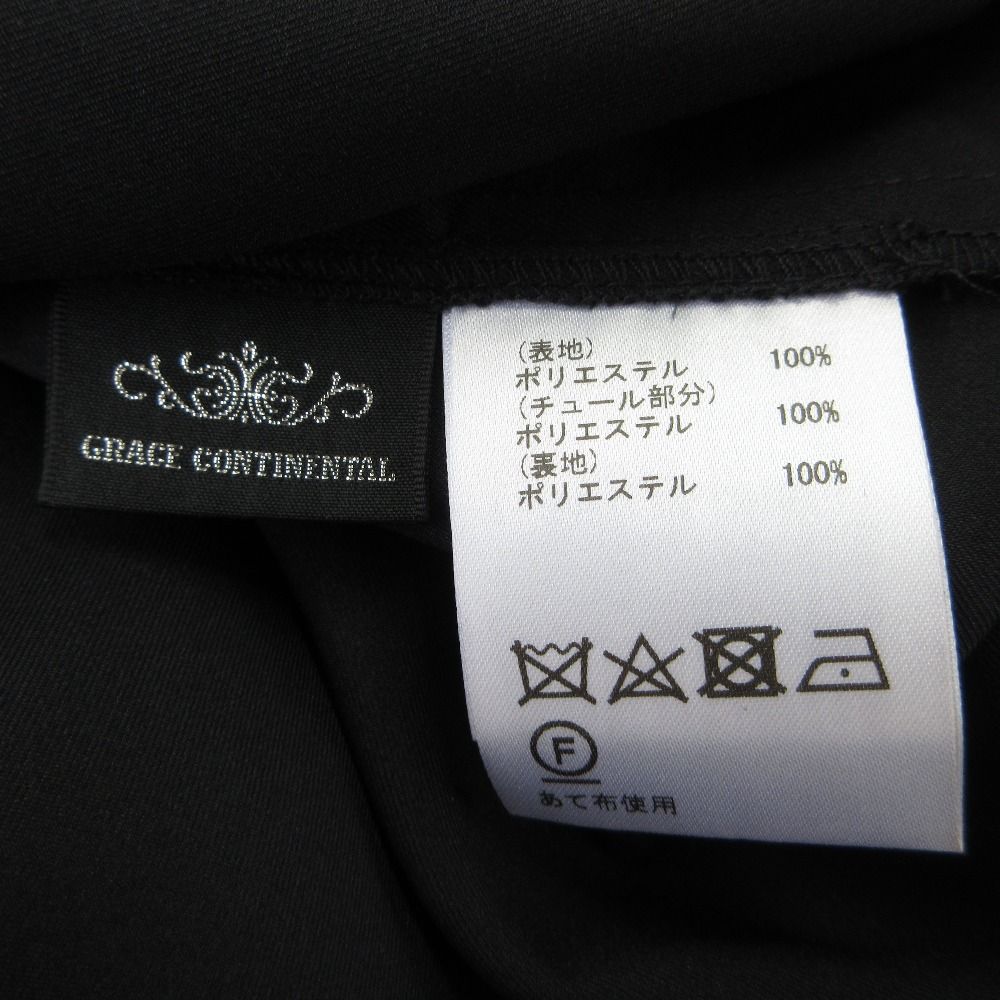 GRACE CONTINENTAL
(表地)
ポリエステル 100%
(チュール部分)
ポリエステル 100%
(表地)
ポリエステル 100%
F
あて布使用